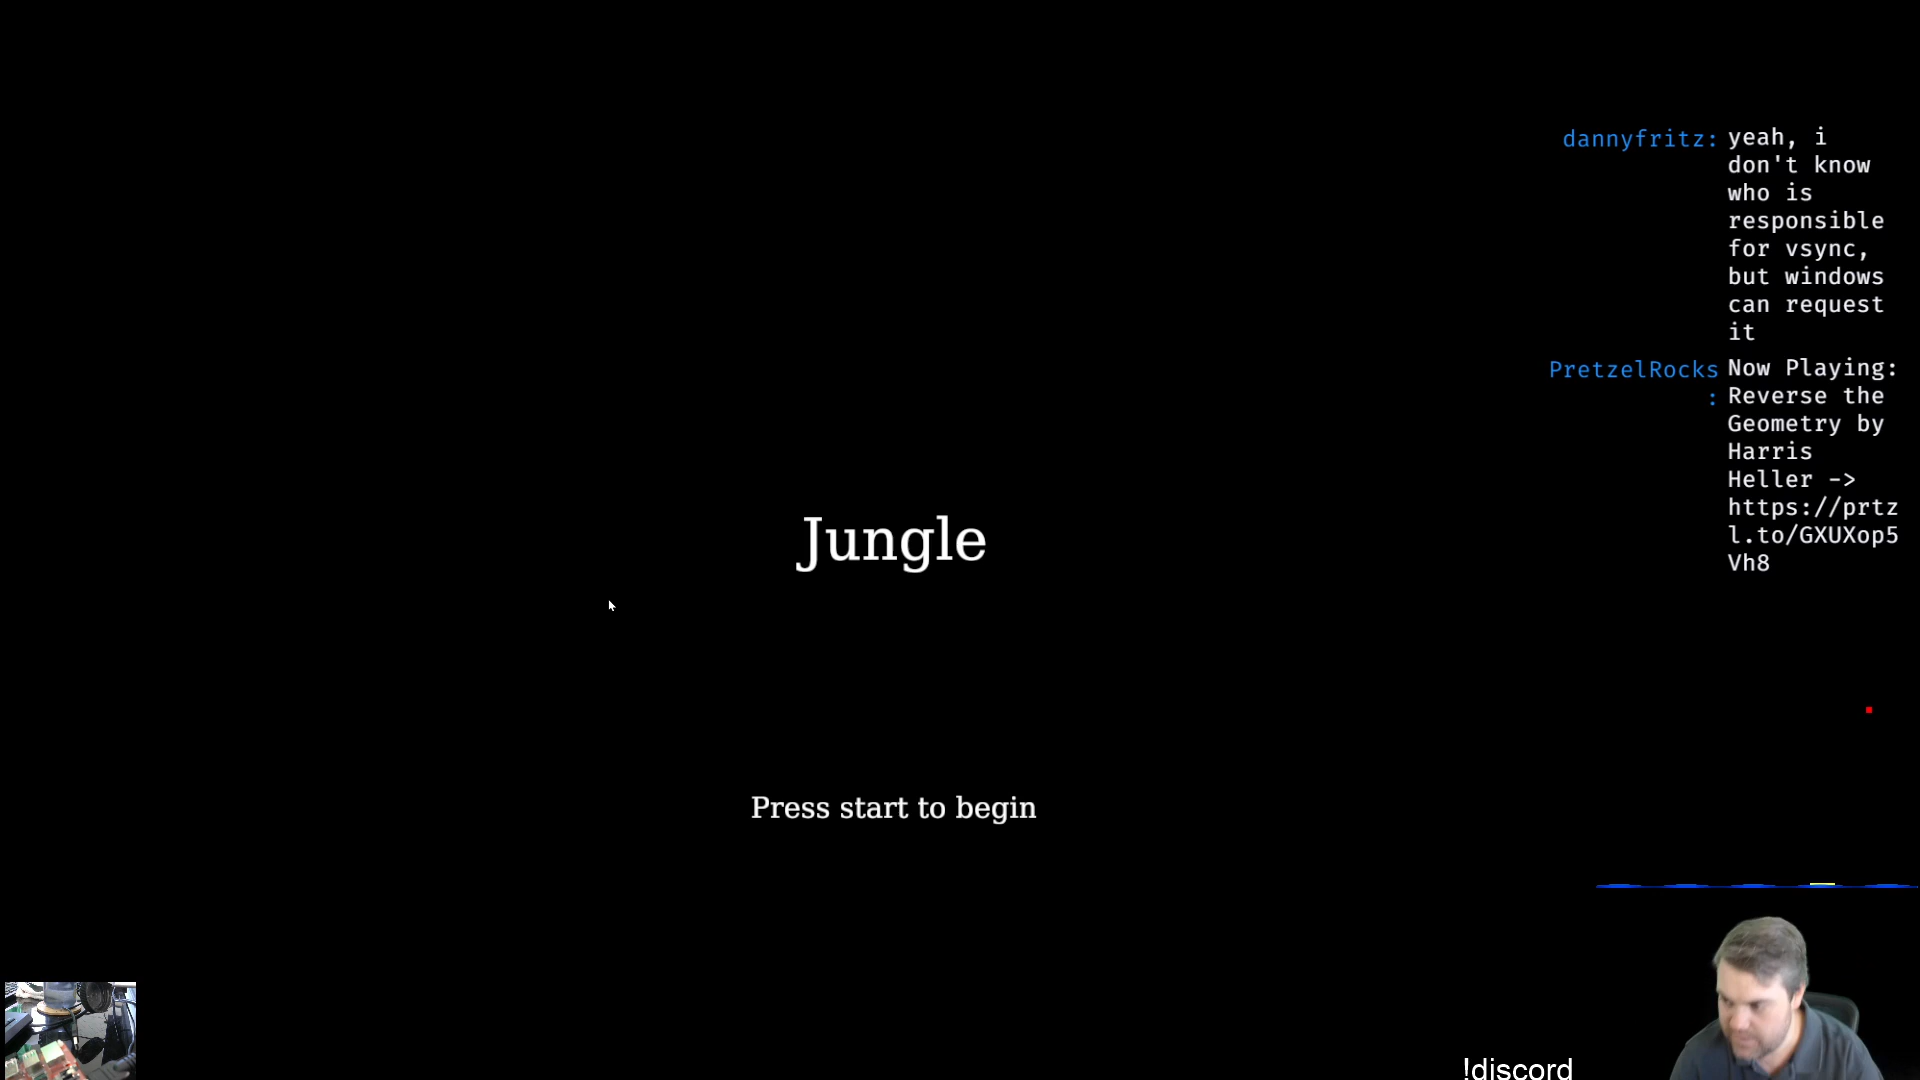 dannyfritz: yeah, i
don't know
who is
responsible
for vsync,
but windows
can request
it
PretzelRocks Now Playing:
: Reverse the
Geometry by
Harris
Heller ->
https://prtz
l.to/GXUXop5
Vh8
Jungle
Press start to begin
!discord